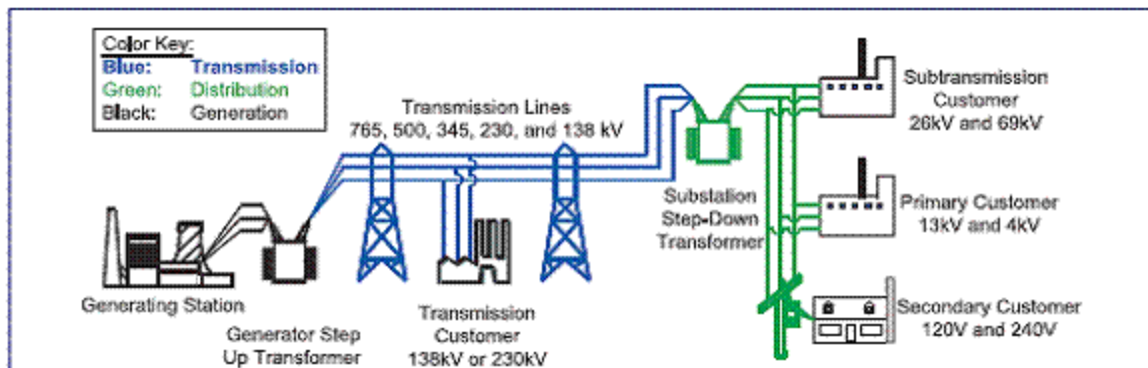 Color Key:
Blue: Transmission
Green: Distribution
Black: Generation
Transmission Lines
765, 500, 345, 230, and 138 kV
Subtransmission
Customer
26kV and 69kV
Substation
Step-Down
Transformer
Primary Customer
13kV and 4kV
Generating Station
Generator Step
Up Transformer
Transmission
Customer
138kV or 230kV
Secondary Customer
120V and 240V